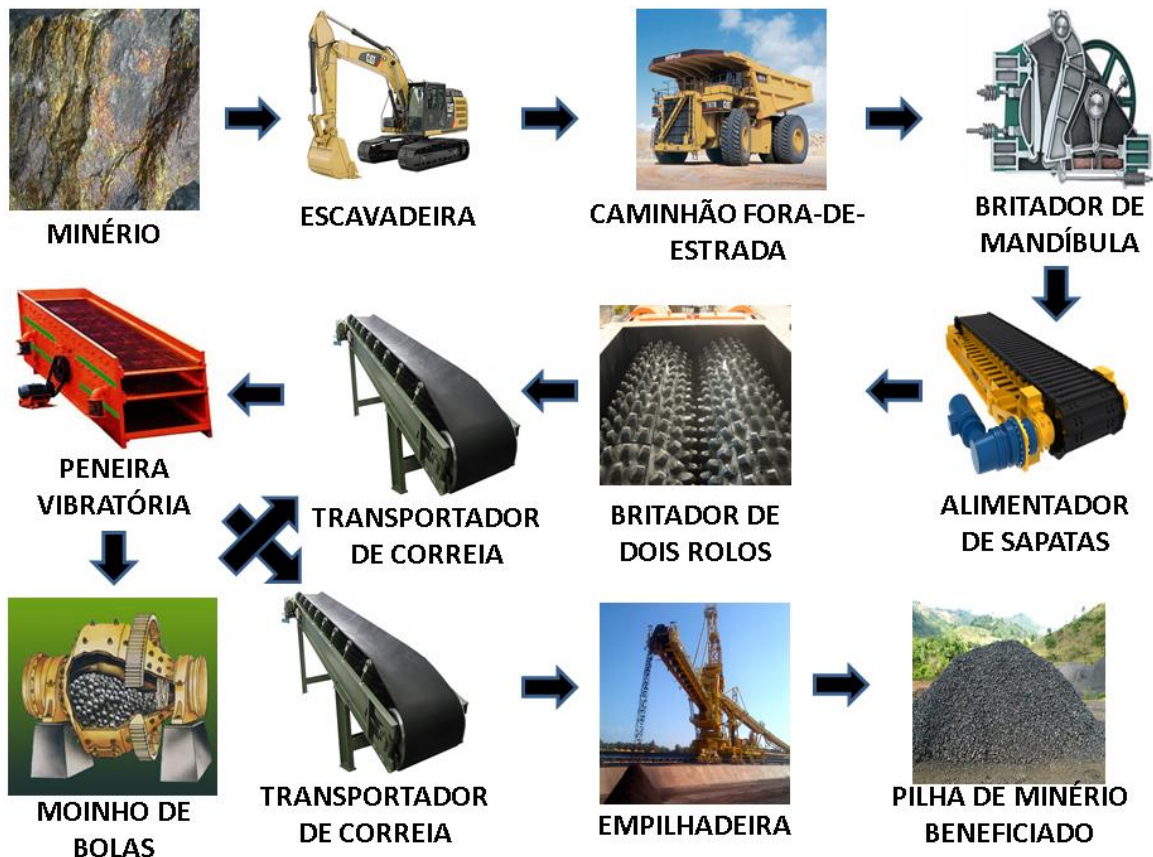 MINÉRIO
ESCAVADEIRA
CAMINHÃO FORA-DE-
ESTRADA
BRITADOR DE
MANDÍBULA
PENEIRA
VIBRATÓRIA
TRANSPORTADOR
DE CORREIA
BRITADOR DE
DOIS ROLOS
ALIMENTADOR
DE SAPATAS
MOINHO DE
BOLAS
TRANSPORTADOR
DE CORREIA
EMPILHADEIRA
PILHA DE MINÉRIO
BENEFICIADO